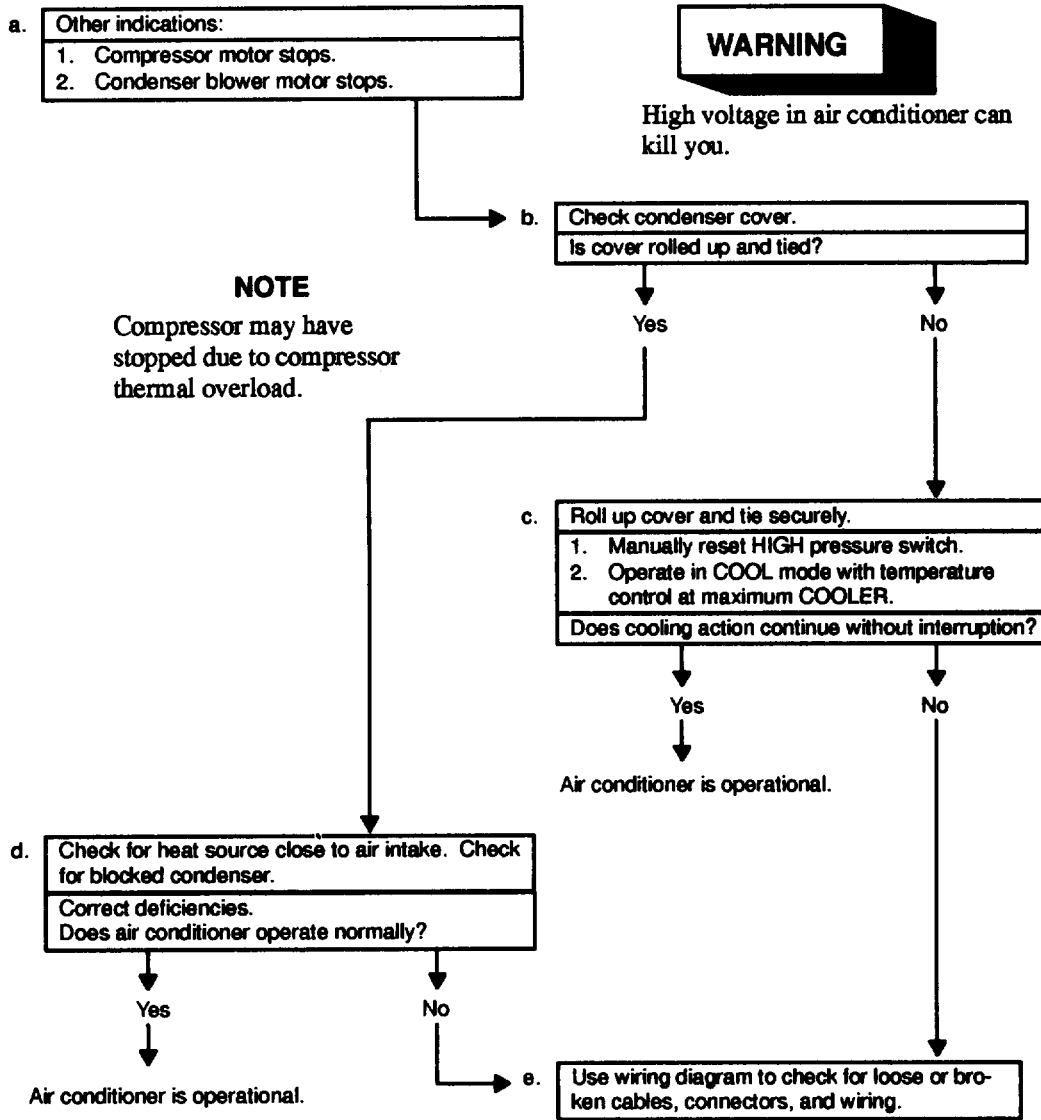 a. Other indications:
1. Compressor motor stops.
2. Condenser blower motor stops.
WARNING
High voltage in air conditioner can
kill you.
b. Check condenser cover.
Is cover rolled up and tied?
NOTE
Compressor may have
stopped due to compressor
thermal overload.
Yes
No
c. Roll up cover and tie securely.
1. Manually reset HIGH pressure switch.
2. Operate in COOL mode with temperature
control at maximum COOLER.
Does cooling action continue without interruption?
Yes
No
Air conditioner is operational.
d. Check for heat source close to air intake. Check
for blocked condenser.
Correct deficiencies.
Does air conditioner operate normally?
Yes
No
Air conditioner is operational.
e. Use wiring diagram to check for loose or bro-
ken cables, connectors, and wiring.